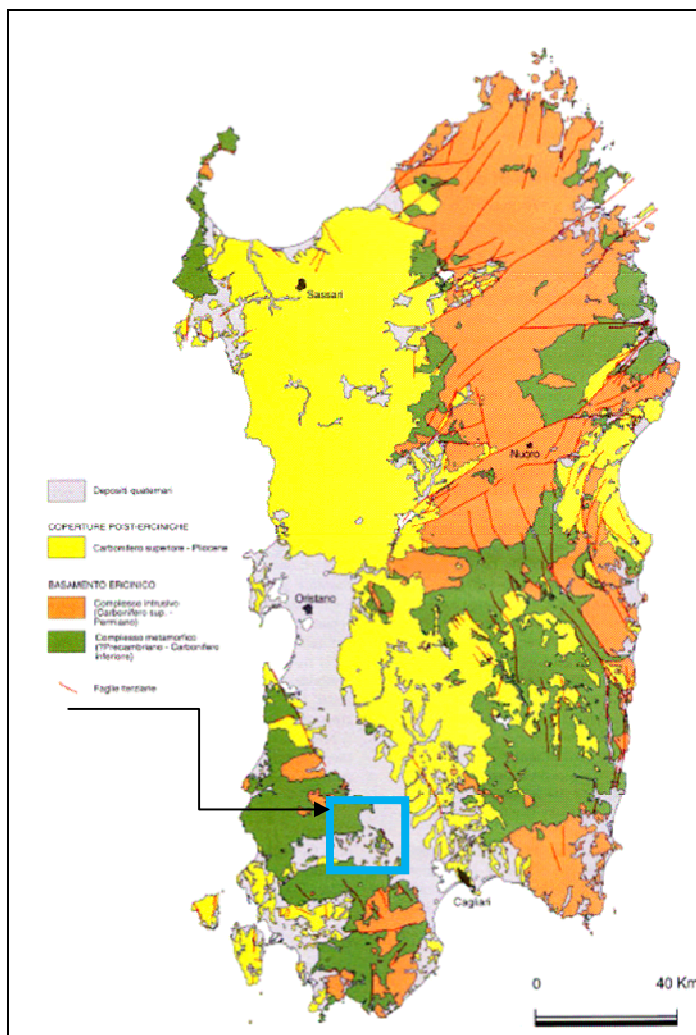 Sassari
Nuoro
Depositi quaternari
COPERTURE POST-ERCINICHE
Carbonifero superiore - Pliocene
BASAMENTO ERCINICO
Oristano
Complesso intrusivo
(Carbonifero sup. -
Permiano)
Complesso metamorfico
(?Precambriano - Carbonifero
inferiore)
Faglie terziarie
Cagliari
0 40 Km